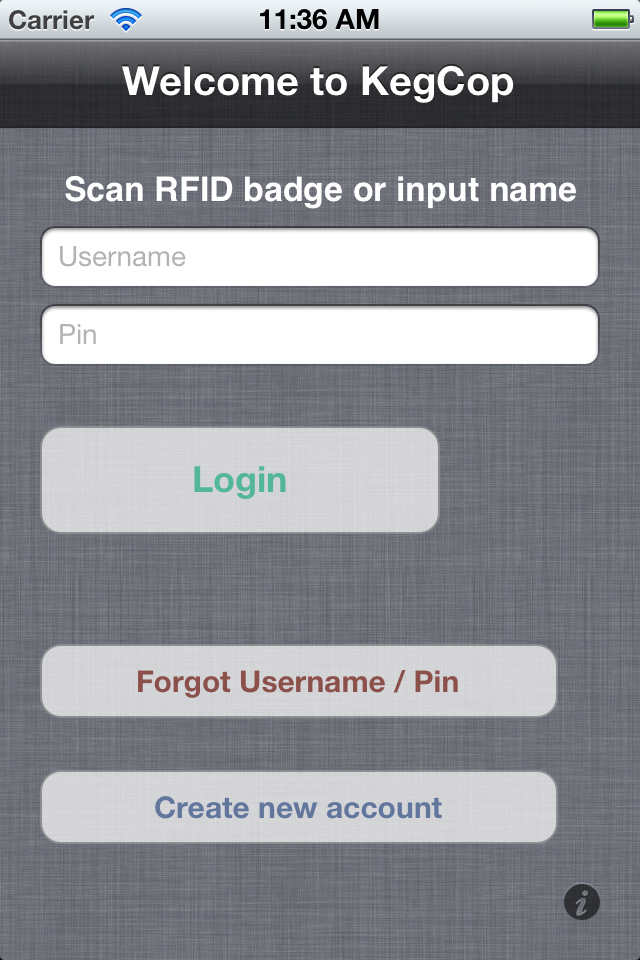 Carrier 11:36 AM
Welcome to KegCop
Scan RFID badge or input name
Username
Pin
Login
Forgot Username / Pin
Create new account
i